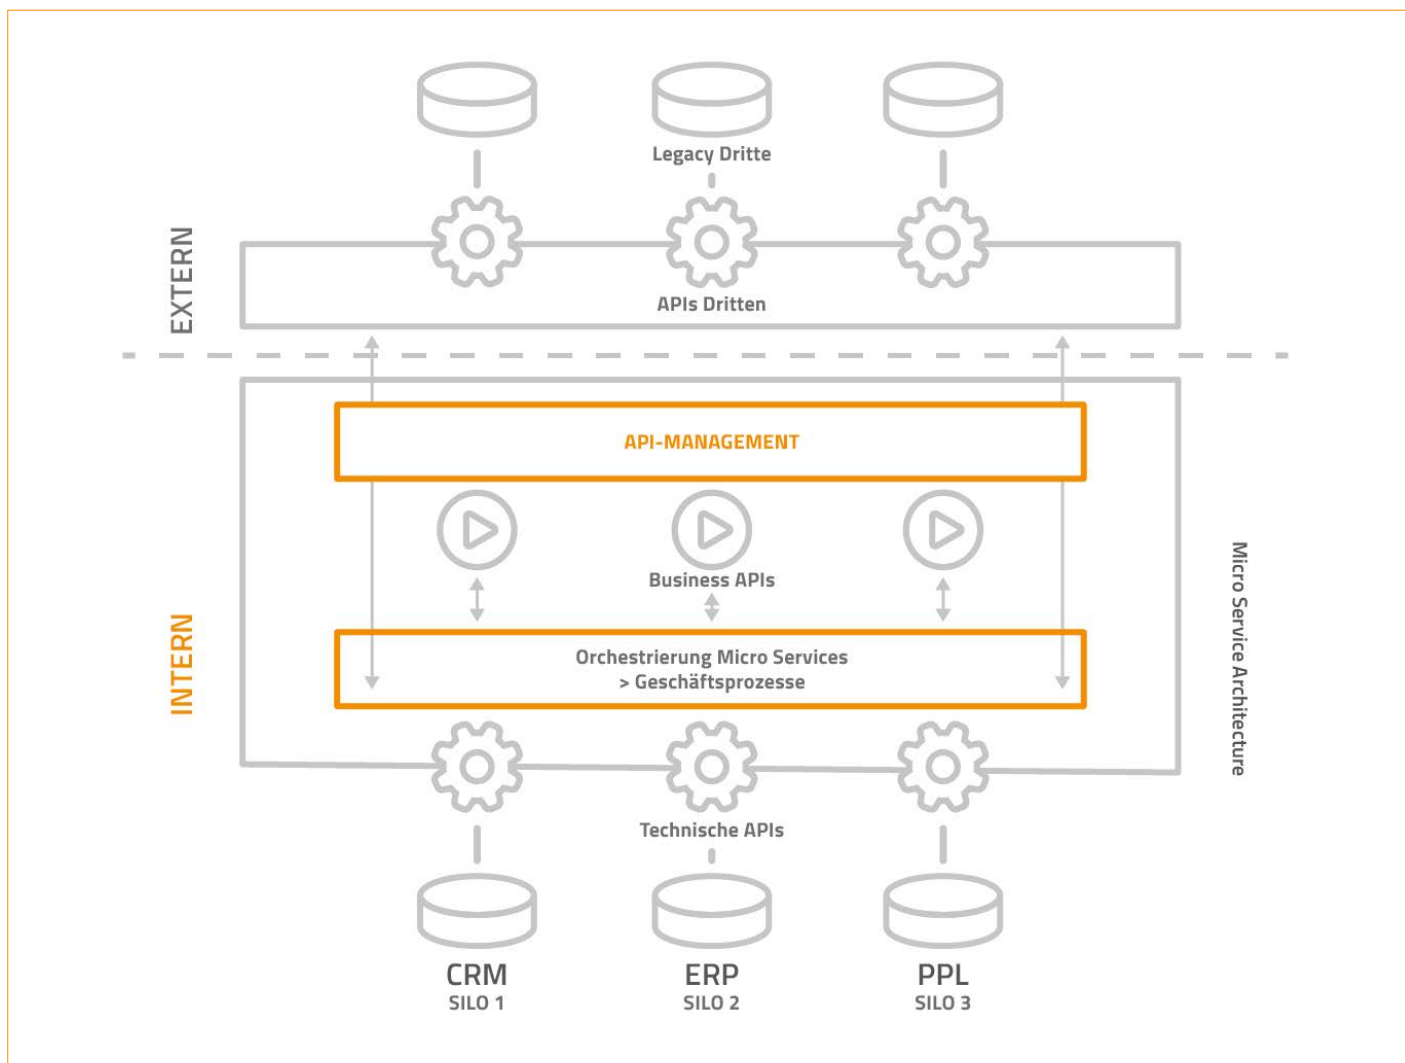 Legacy Dritte
EXTERN
APIs Dritten
API-MANAGEMENT
Business APIs
INTERN
Orchestrierung Micro Services
> Geschäftsprozesse
Micro Service Architecture
Technische APIs
CRM
SILO 1
ERP
SILO 2
PPL
SILO 3